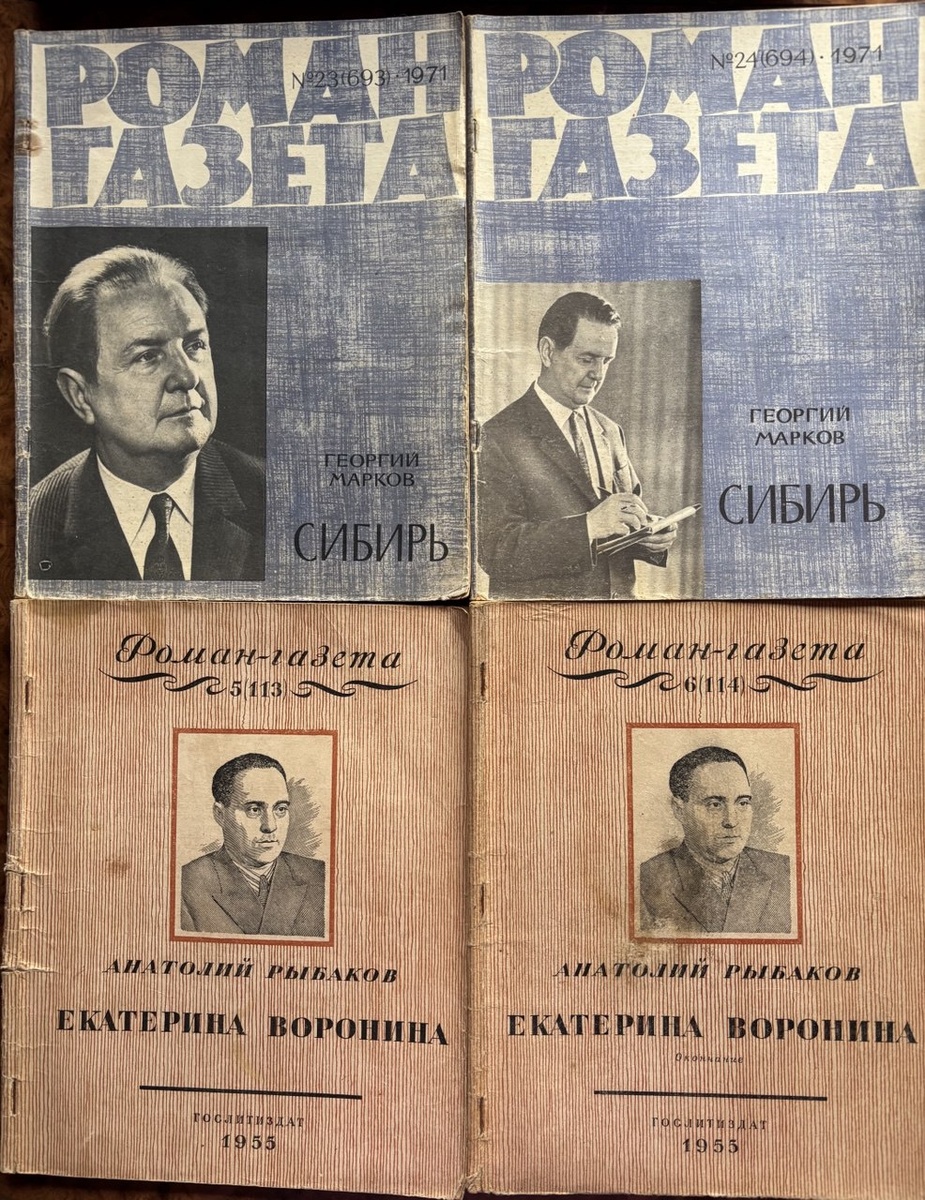 РОМАН
№23(693)·1971
ГАЗЕТА
ГЕОРГИЙ
МАРКОВ
СИБИРЬ
РОМАН
№24(694)·1971
ГАЗЕТА
ГЕОРГИЙ
МАРКОВ
СИБИРЬ
Роман-газета
5(113)
АНАТОЛИЙ РЫБАКОВ
ЕКАТЕРИНА ВОРОНИНА
ГОСЛИТИЗДАТ
1955
Роман-газета
6(114)
АНАТОЛИЙ РЫБАКОВ
ЕКАТЕРИНА ВОРОНИНА
Окончание
ГОСЛИТИЗДАТ
1955